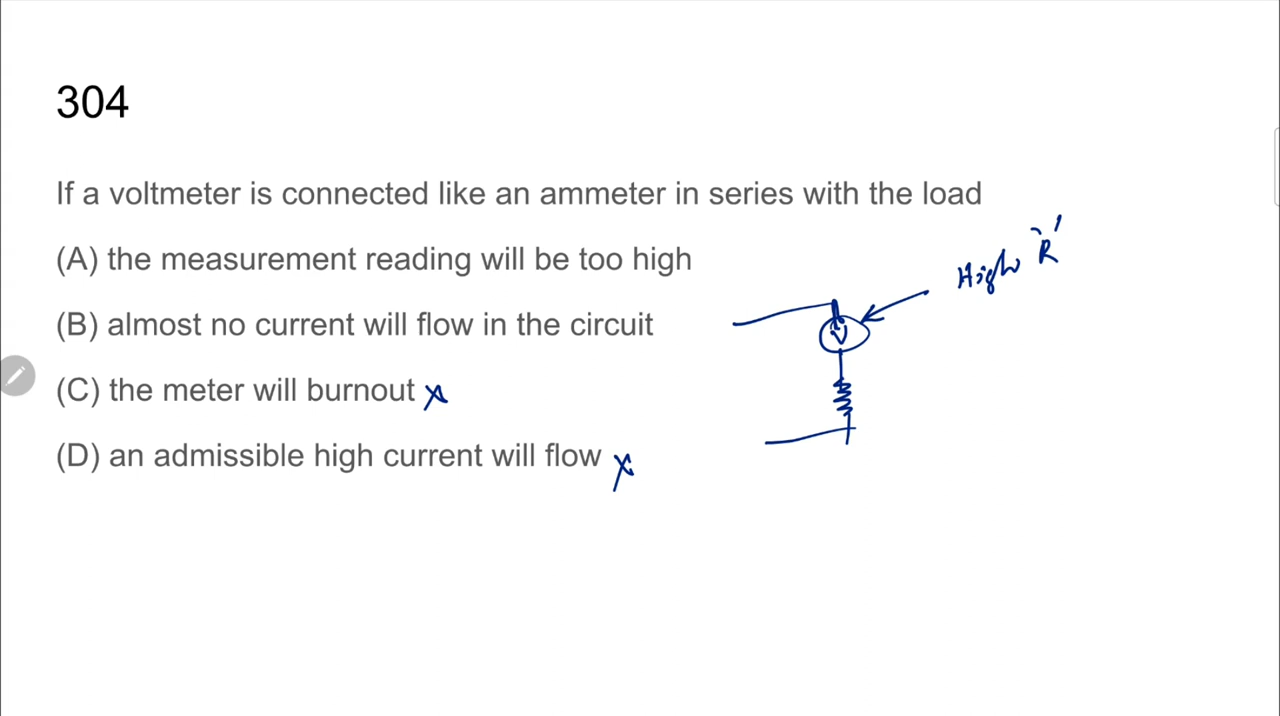 304
If a voltmeter is connected like an ammeter in series with the load
(A) the measurement reading will be too high
(B) almost no current will flow in the circuit
(C) the meter will burnout x
(D) an admissible high current will flow x
High 'R'
V